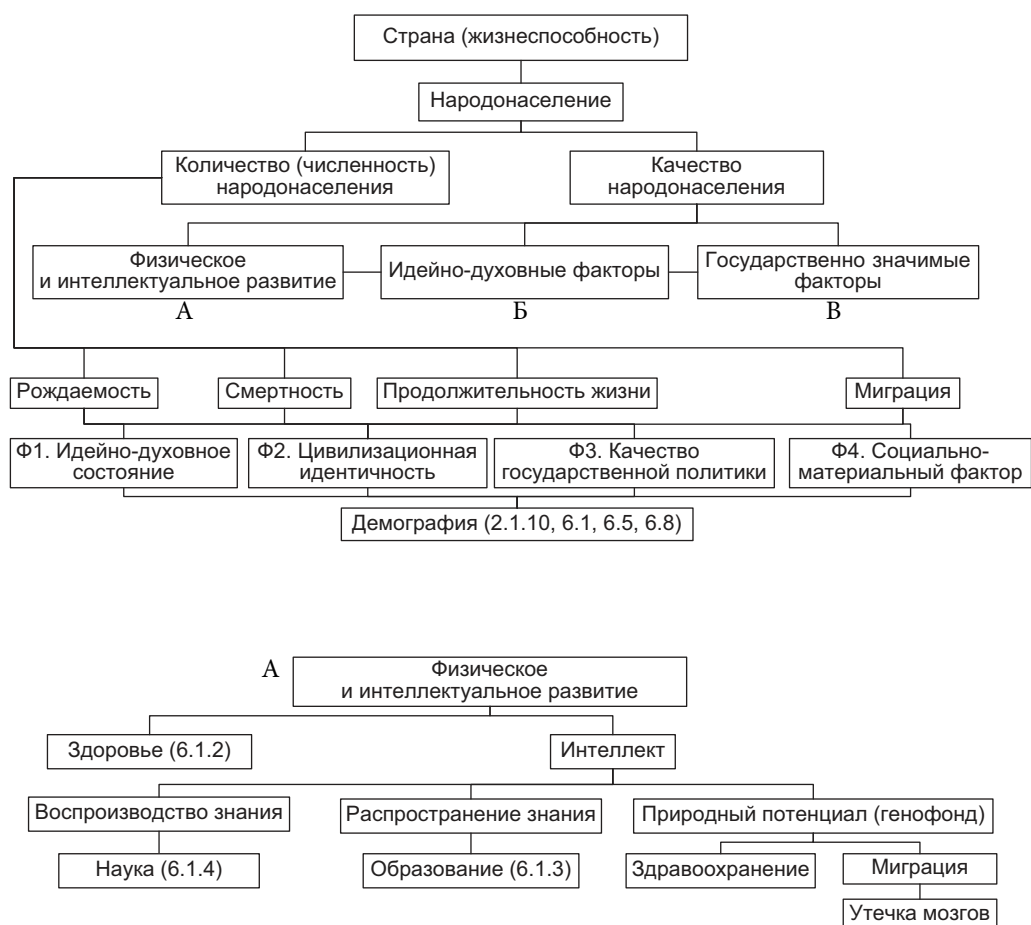 Страна (жизнеспособность)
Народонаселение
Количество (численность)
народонаселения
Качество
народонаселения
Физическое
и интеллектуальное развитие
Идейно-духовные факторы
Государственно значимые
факторы
А
Б
В
Рождаемость
Смертность
Продолжительность жизни
Миграция
Ф1. Идейно-духовное
состояние
Ф2. Цивилизационная
идентичность
Ф3. Качество
государственной политики
Ф4. Социально-
материальный фактор
Демография (2.1.10, 6.1, 6.5, 6.8)
А
Физическое
и интеллектуальное развитие
Здоровье (6.1.2)
Интеллект
Воспроизводство знания
Распространение знания
Природный потенциал (генофонд)
Наука (6.1.4)
Образование (6.1.3)
Здравоохранение
Миграция
Утечка мозгов